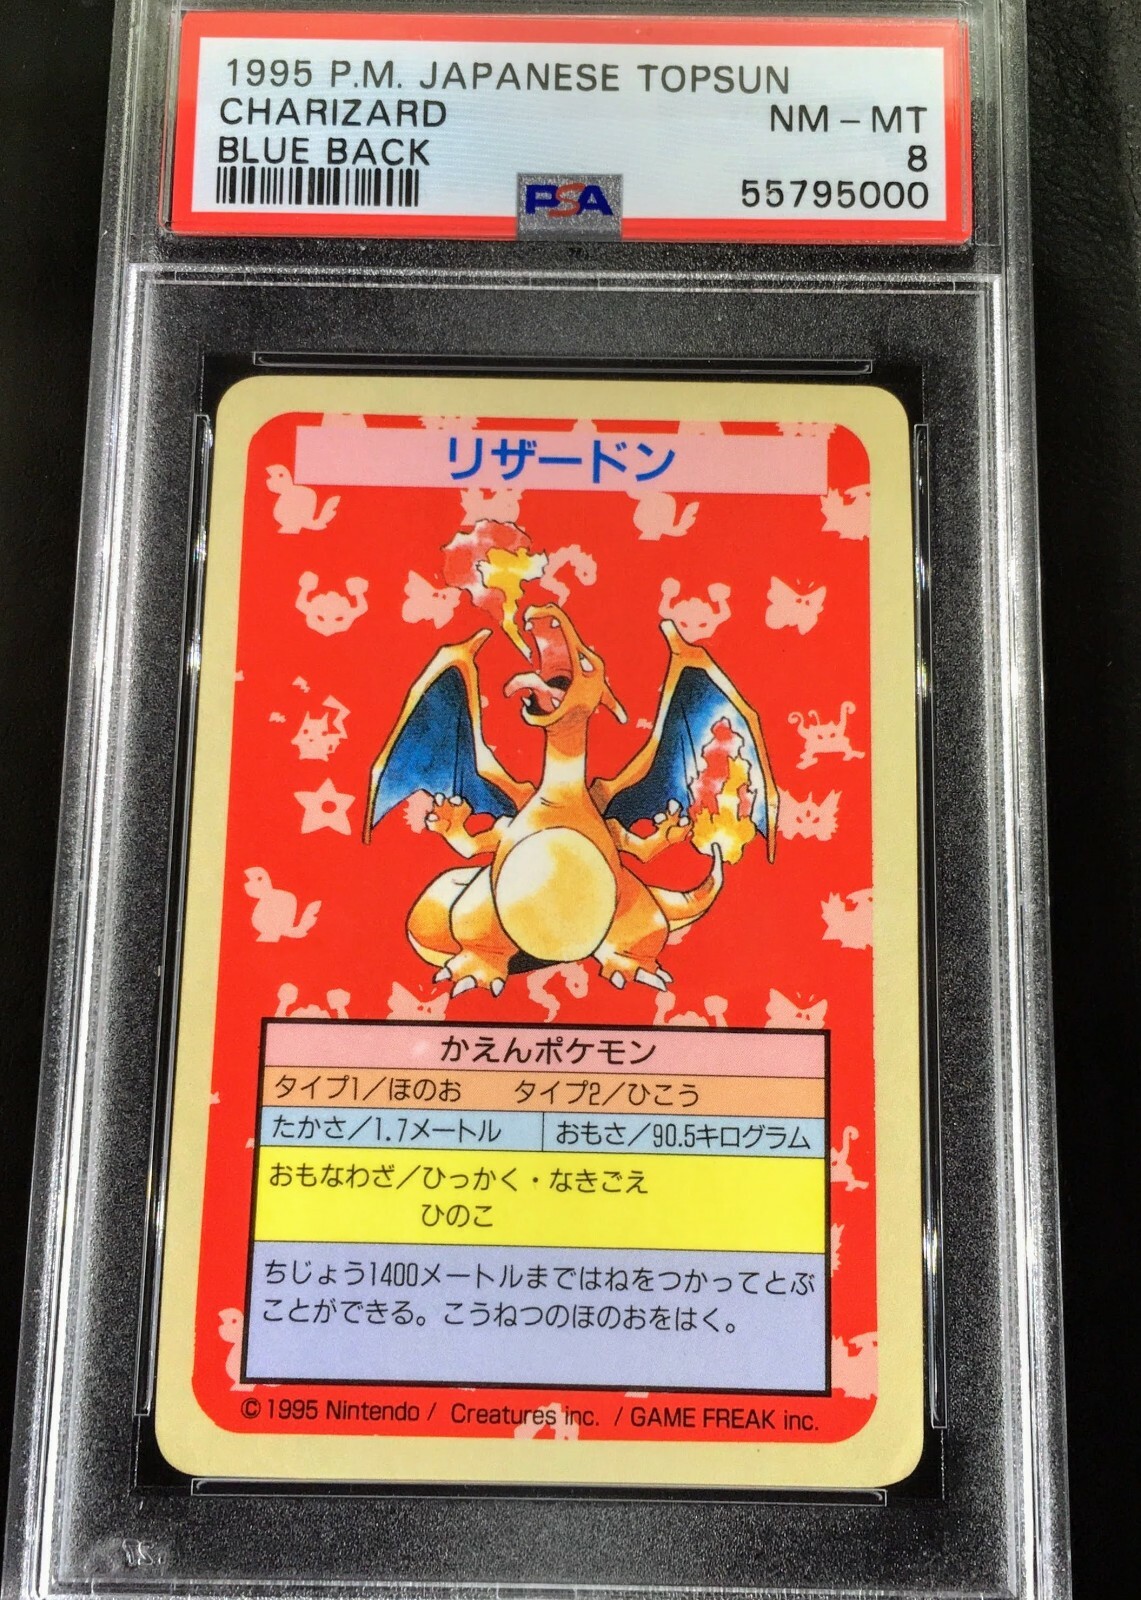 1995 P.M. JAPANESE TOPSUN
CHARIZARD
NM - MT
BLUE BACK
8
PSA
55795000
リザードン
かえんポケモン
タイプ1/ほのお タイプ2/ひこう
たかさ/1.7メートル おもさ/90.5キログラム
おもなわざ/ひっかく・なきごえ
ひのこ
ちじょう1400メートルまではねをつかってとぶ
ことができる。こうねつのほのおをはく。
©1995 Nintendo / Creatures inc. / GAME FREAK inc.